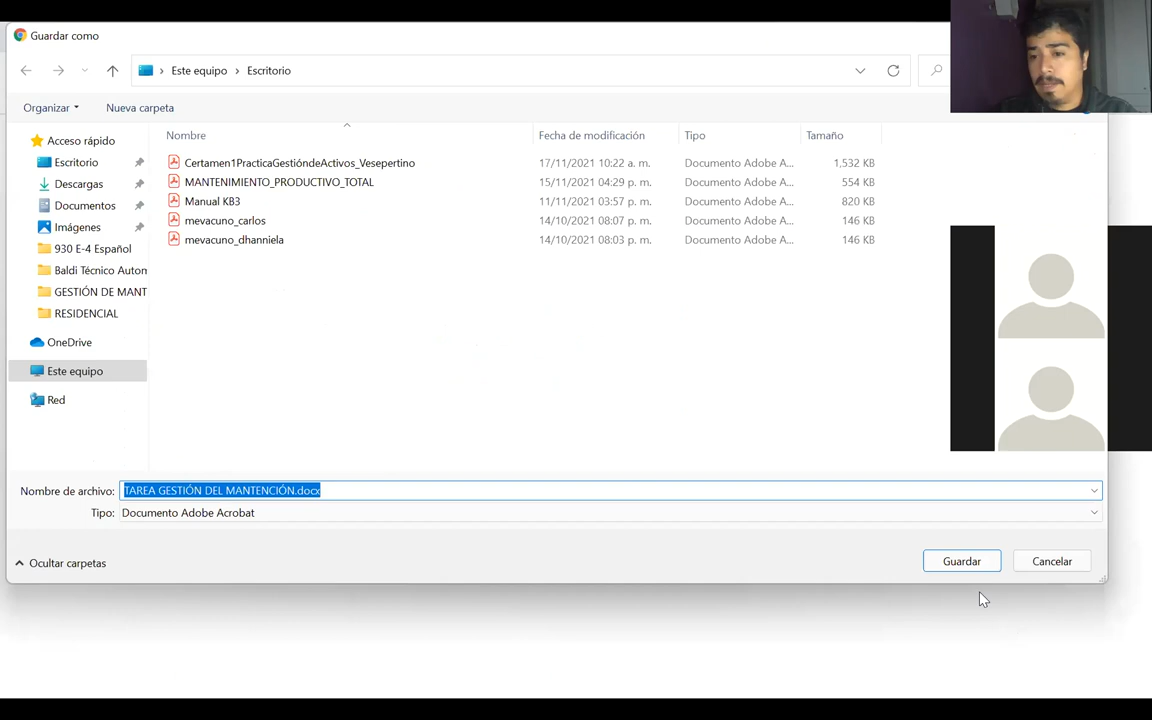 Guardar como
Este equipo
Escritorio
Organizar
Nueva carpeta
Acceso rápido
Escritorio
Descargas
Documentos
Imágenes
930 E-4 Español
Baldi Técnico Autom
GESTIÓN DE MANT
RESIDENCIAL
OneDrive
Este equipo
Red
Nombre Fecha de modificación Tipo Tamaño
Certamen1PracticaGestióndeActivos_Vesepertino 17/11/2021 10:22 a. m. Documento Adobe A... 1,532 KB
MANTENIMIENTO_PRODUCTIVO_TOTAL 15/11/2021 04:29 p. m. Documento Adobe A... 554 KB
Manual KB3 11/11/2021 03:57 p. m. Documento Adobe A... 820 KB
mevacuno_carlos 14/10/2021 08:07 p. m. Documento Adobe A... 146 KB
mevacuno_dhanniela 14/10/2021 08:03 p. m. Documento Adobe A... 146 KB
Nombre de archivo: TAREA GESTIÓN DEL MANTENCIÓN.docx
Tipo: Documento Adobe Acrobat
Ocultar carpetas
Guardar
Cancelar